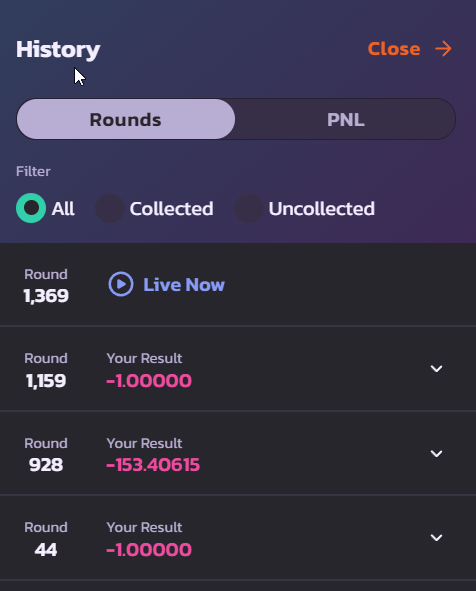 History
Close
Rounds
PNL
Filter
All
Collected
Uncollected
Round
1,369
Live Now
Round
1,159
Your Result
-1.00000
Round
928
Your Result
-153.40615
Round
44
Your Result
-1.00000